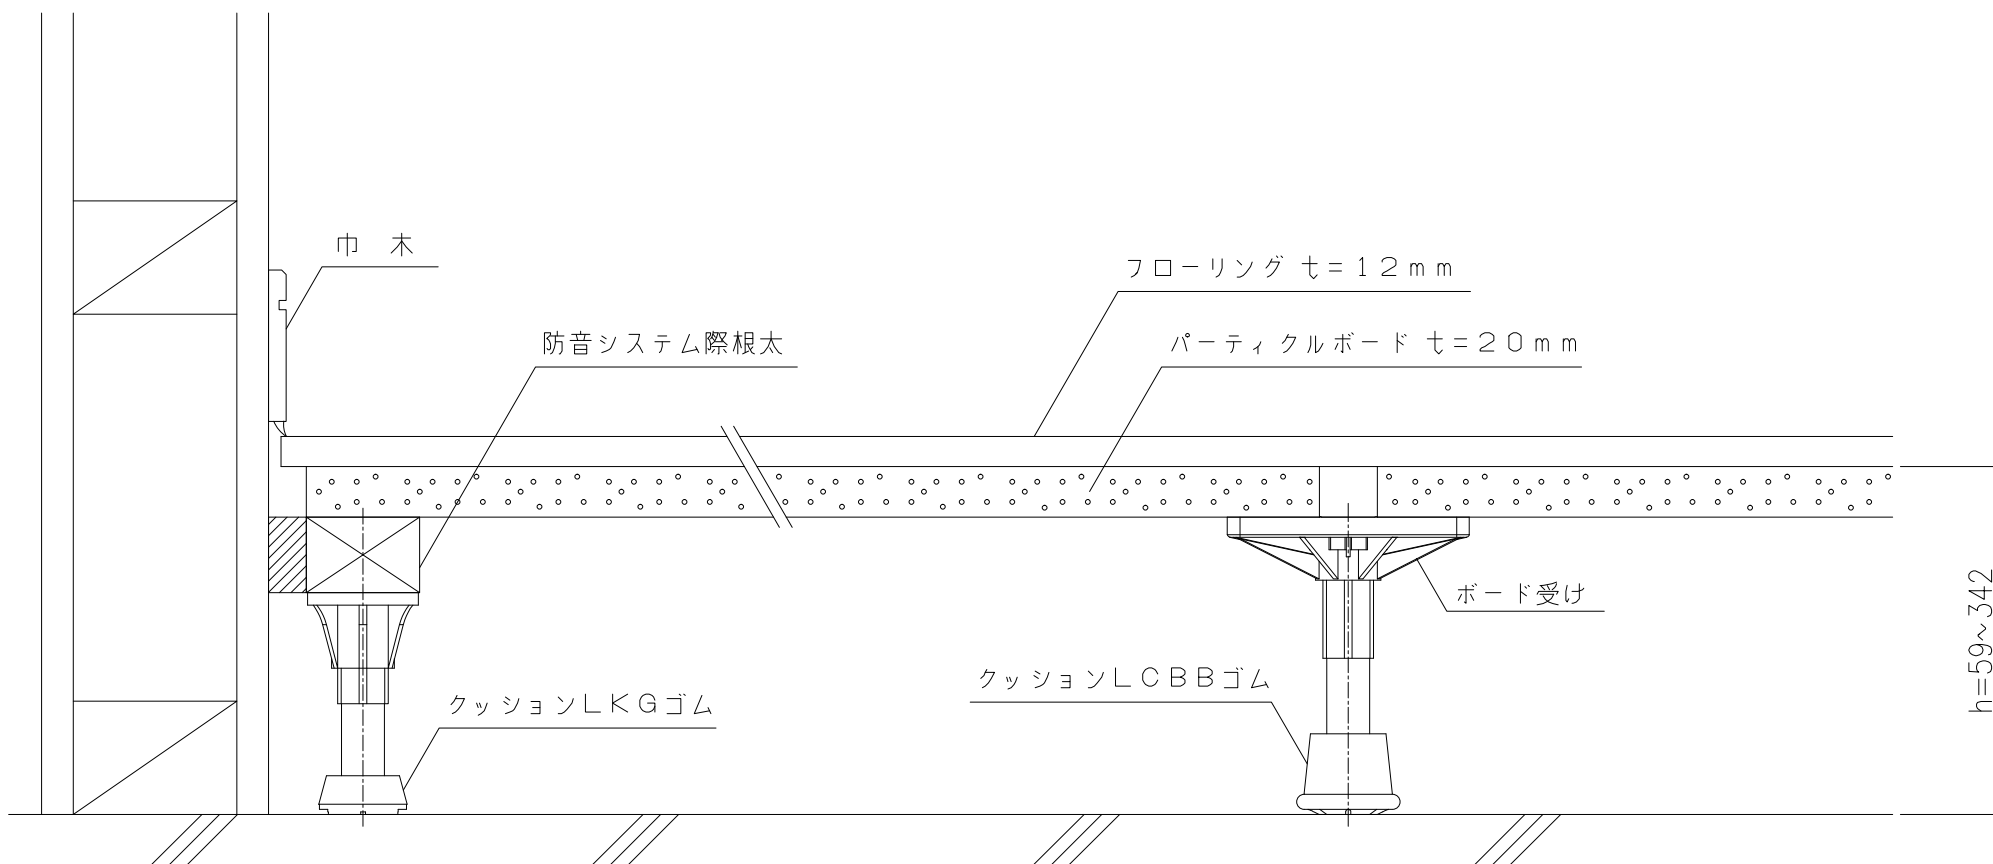 巾 木
フローリング t=12mm
防音システム際根太
パーティクルボード t=20mm
ボード受け
クッションLCBBゴム
クッションLKGゴム
h=59~342